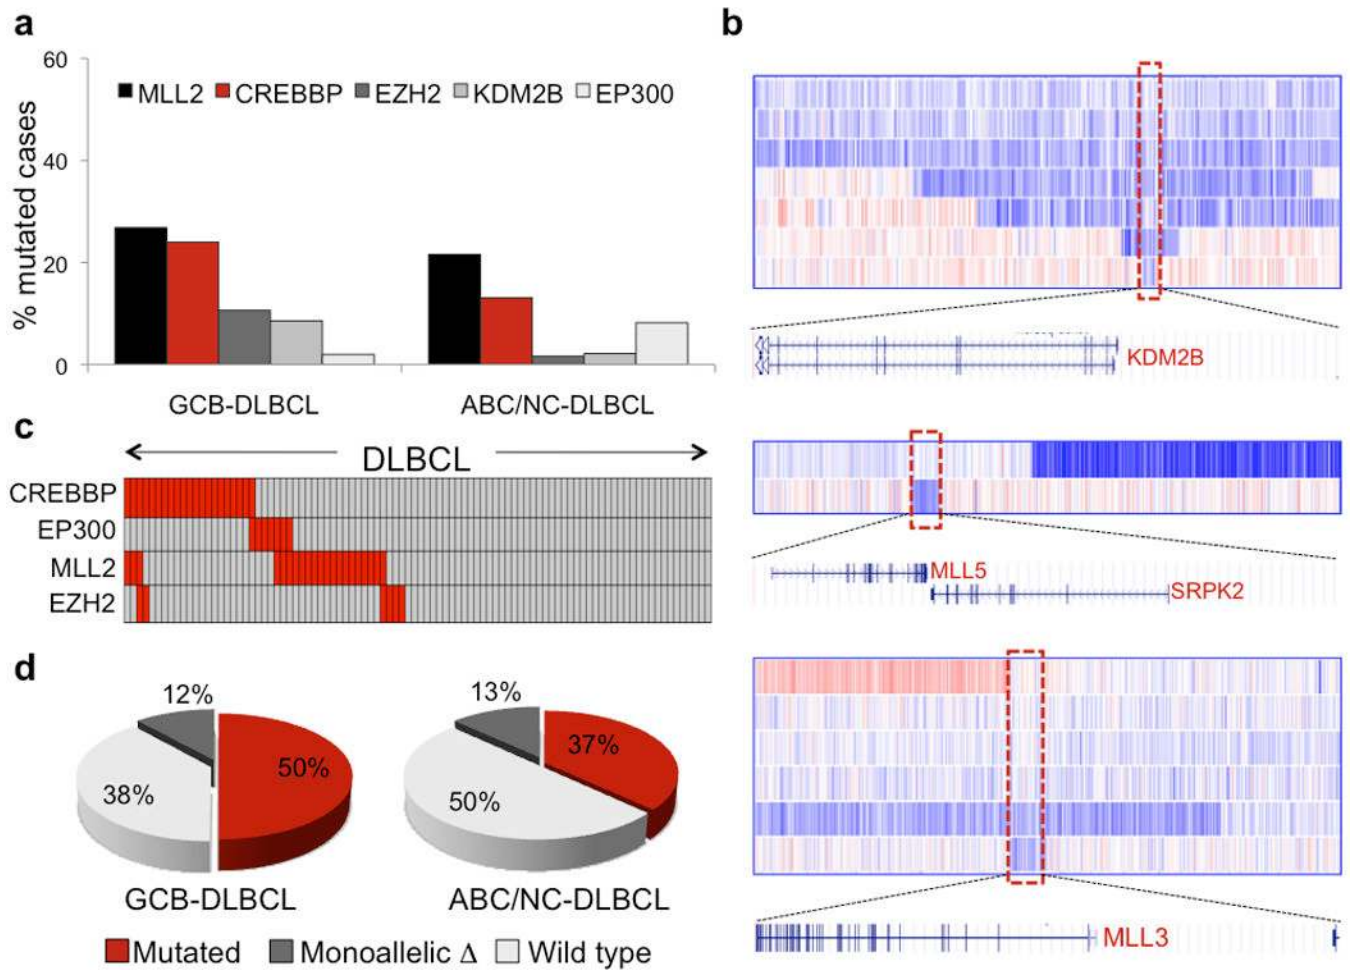 a
60
40
20
0
% mutated cases
MLL2 CREBBP EZH2 KDM2B EP300
GCB-DLBCL ABC/NC-DLBCL
b
KDM2B
MLL5
SRPK2
MLL3
c
DLBCL
CREBBP
EP300
MLL2
EZH2
d
12%
50%
38%
GCB-DLBCL
13%
37%
50%
ABC/NC-DLBCL
Mutated Monoallelic Δ Wild type